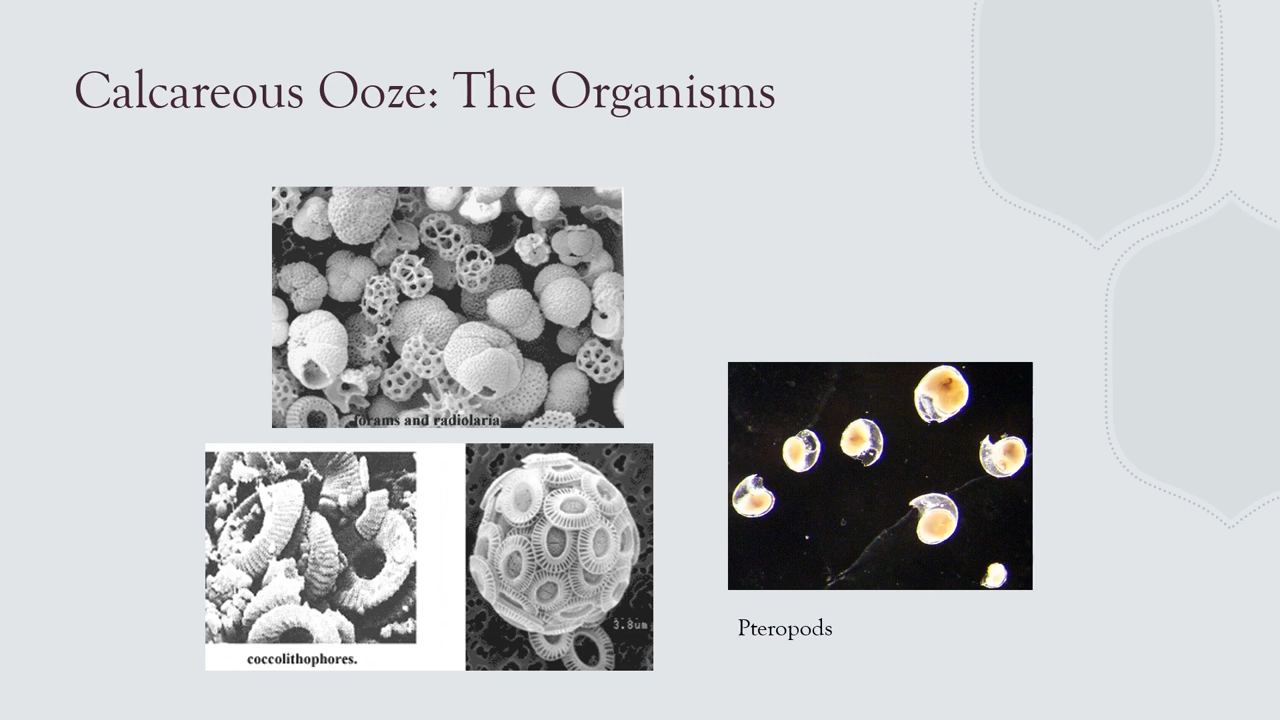 Calcareous Ooze: The Organisms
forams and radiolaria
3.8um
coccolithophores.
Pteropods